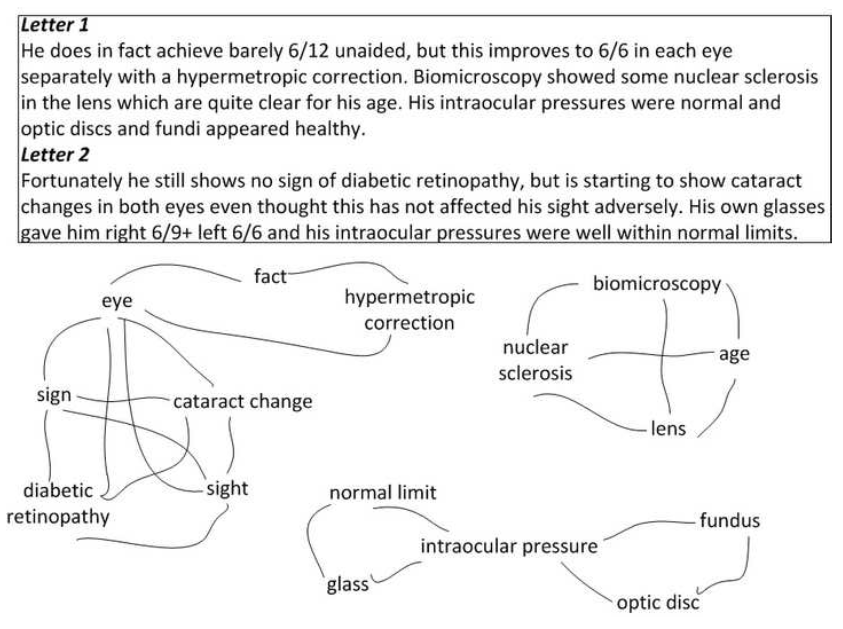 Letter 1
He does in fact achieve barely 6/12 unaided, but this improves to 6/6 in each eye
separately with a hypermetropic correction. Biomicroscopy showed some nuclear sclerosis
in the lens which are quite clear for his age. His intraocular pressures were normal and
optic discs and fundi appeared healthy.
Letter 2
Fortunately he still shows no sign of diabetic retinopathy, but is starting to show cataract
changes in both eyes even thought this has not affected his sight adversely. His own glasses
gave him right 6/9+ left 6/6 and his intraocular pressures were well within normal limits.
fact
eye
hypermetropic
correction
sign
cataract change
diabetic
retinopathy
sight
biomicroscopy
nuclear
sclerosis
age
lens
normal limit
intraocular pressure
glass
fundus
optic disc